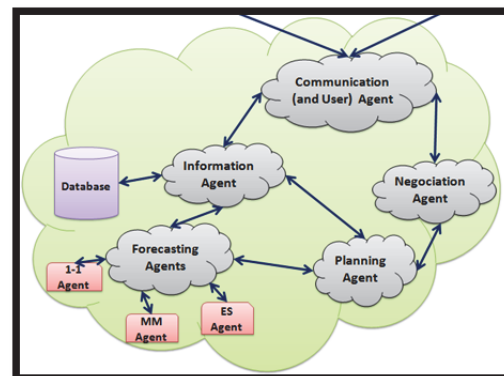 Communication
(and User) Agent
Information
Agent
Database
Negociation
Agent
Forecasting
Agents
Planning
Agent
1-1
Agent
MM
Agent
ES
Agent